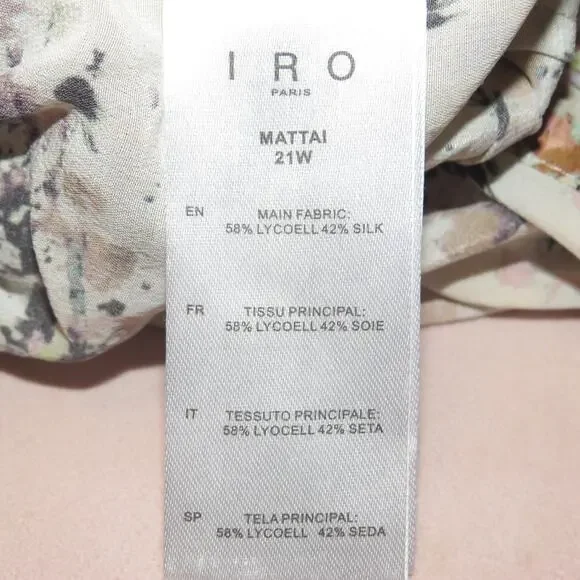 IRO
PARIS
MATTAI
21W
EN
MAIN FABRIC:
58% LYCOELL 42% SILK
FR
TISSU PRINCIPAL:
58% LYCOELL 42% SOIE
IT
TESSUTO PRINCIPALE:
58% LYOCELL 42% SETA
SP
TELA PRINCIPAL:
58% LYCOELL 42% SEDA